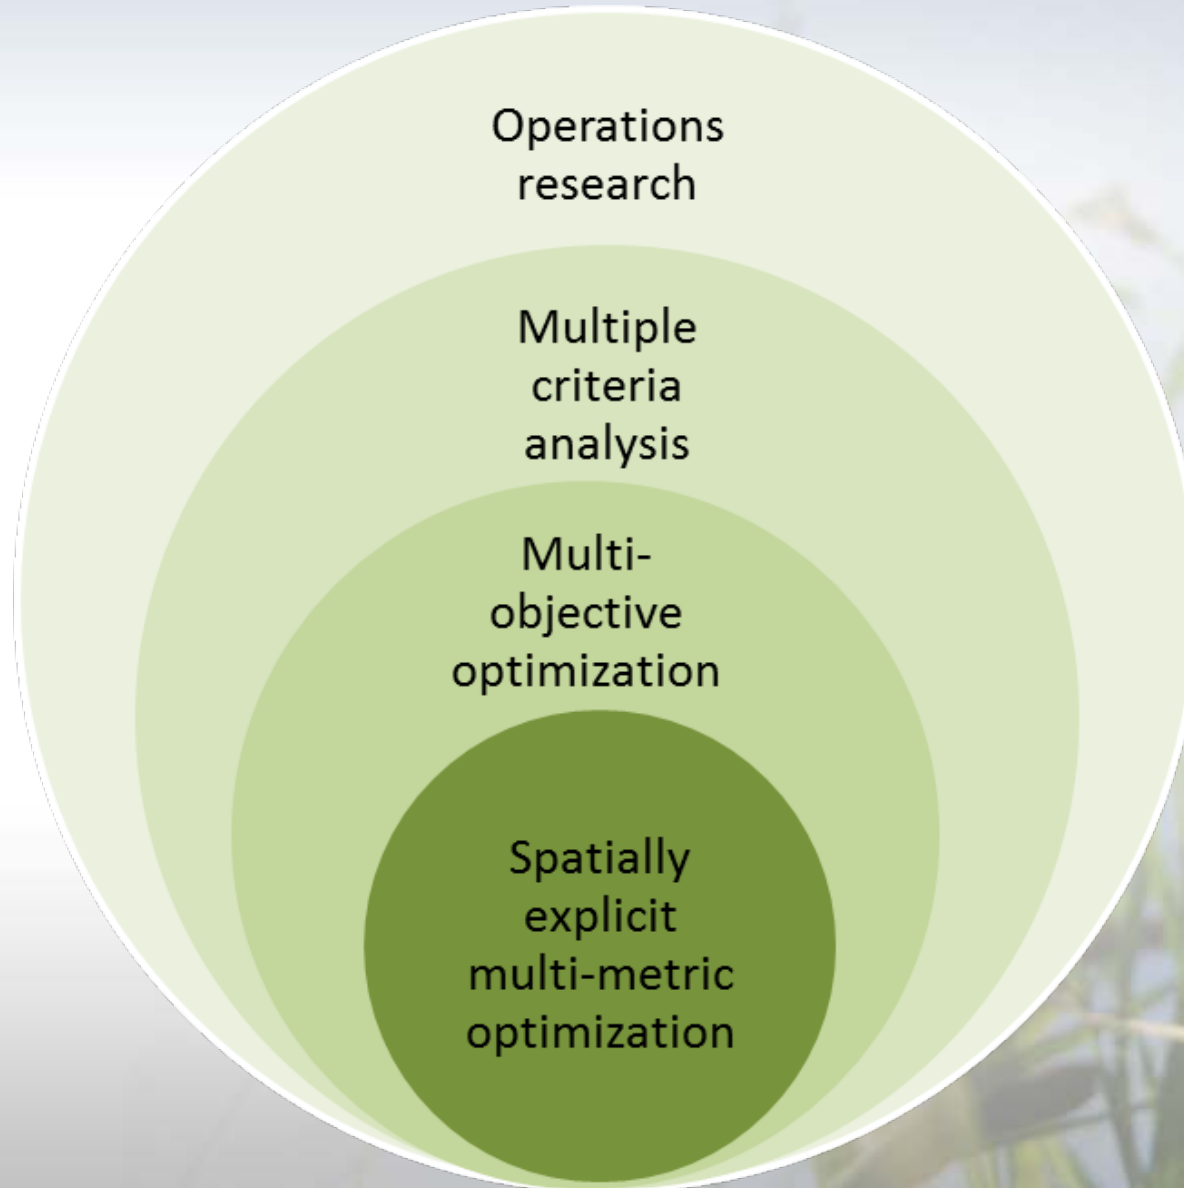 Operations
research
Multiple
criteria
analysis
Multi-
objective
optimization
Spatially
explicit
multi-metric
optimization